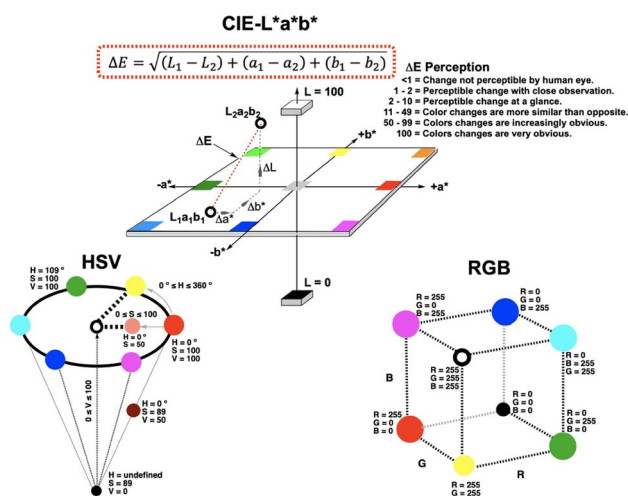 CIE-L*a*b*
ΔE = √(L₁ − L₂) + (a₁ − a₂) + (b₁ − b₂)
ΔE Perception
<1 = Change not perceptible by human eye.
1 - 2 = Perceptible change with close observation.
2 - 10 = Perceptible change at a glance.
11 - 49 = Color changes are more similar than opposite.
50 - 99 = Colors changes are increasingly obvious.
100 = Colors changes are very obvious.
L = 100
L₂a₂b₂
+b*
ΔE
ΔL
-a*
+a*
Δb*
L₁a₁b₁
Δa*
-b*
L = 0
HSV
H = 109 °
S = 100
V = 100
0 ° ≤ H ≤ 360°
0 ≤ S ≤ 100
H = 0°
S = 50
H = 0°
S = 100
V = 100
0 ≤ V ≤ 100
H = 0°
S = 89
V = 50
H = undefined
S = 89
V = 0
RGB
R = 255
G = 0
B = 255
R = 0
G = 0
B = 255
R = 255
G = 255
B = 255
R = 0
B = 255
G = 255
B
R = 255
G = 0
B = 0
R = 0
G = 0
B = 0
R = 0
G = 255
B = 0
G
R
R = 255
G = 255